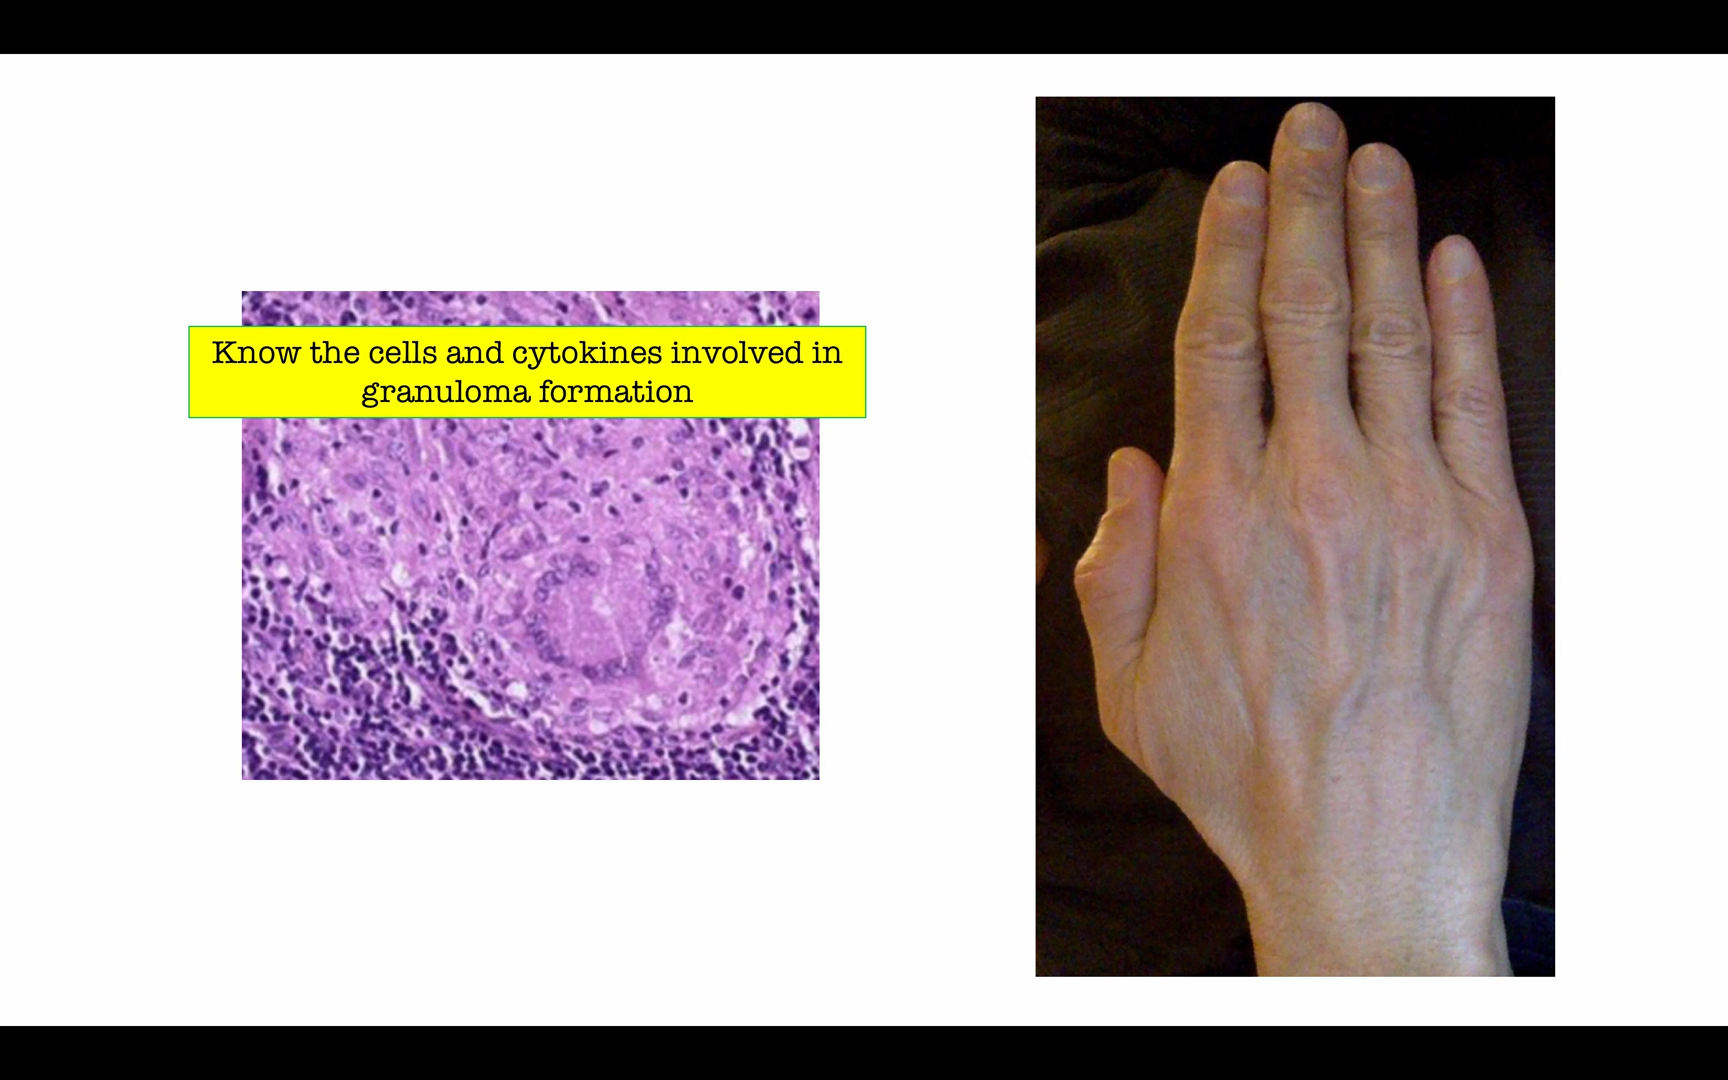 Know the cells and cytokines involved in
granuloma formation